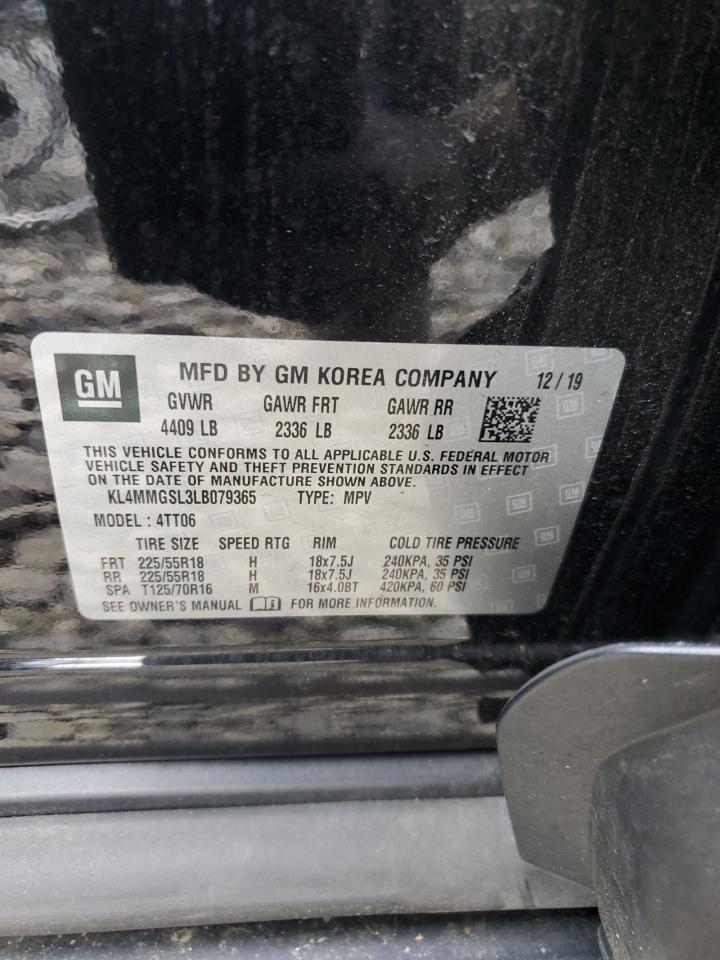 GM
MFD BY GM KOREA COMPANY 12/19
GVWR GAWR FRT GAWR RR
4409 LB 2336 LB 2336 LB
THIS VEHICLE CONFORMS TO ALL APPLICABLE U.S. FEDERAL MOTOR
VEHICLE SAFETY AND THEFT PREVENTION STANDARDS IN EFFECT
ON THE DATE OF MANUFACTURE SHOWN ABOVE.
KL4MMGSL3LB079365 TYPE: MPV
MODEL: 4TT06
TIRE SIZE SPEED RTG RIM COLD TIRE PRESSURE
FRT 225/55R18 H 18x7.5J 240KPA, 35 PSI
RR 225/55R18 H 18x7.5J 240KPA, 35 PSI
SPA T125/70R16 M 16x4.0BT 420KPA, 60 PSI
SEE OWNER'S MANUAL FOR MORE INFORMATION.